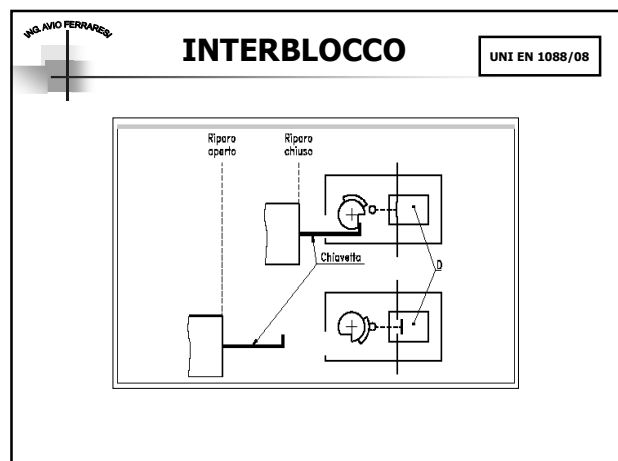 ING. AVIO FERRARESI
INTERBLOCCO
UNI EN 1088/08
Riparo
aperto
Riparo
chiuso
Chiavetta
D